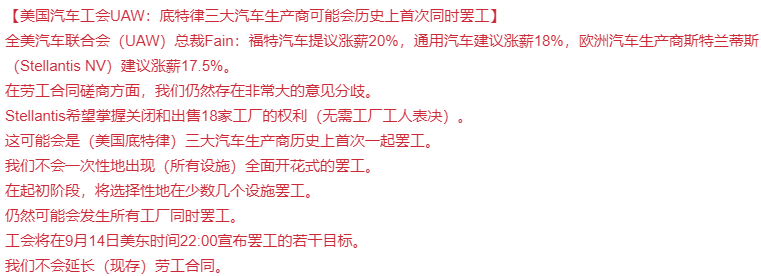 【美国汽车工会UAW：底特律三大汽车生产商可能会历史上首次同时罢工】
全美汽车联合会（UAW）总裁Fain：福特汽车提议涨薪20%，通用汽车建议涨薪18%，欧洲汽车生产商斯特兰蒂斯
（Stellantis NV）建议涨薪17.5%。
在劳工合同磋商方面，我们仍然存在非常大的意见分歧。
Stellantis希望掌握关闭和出售18家工厂的权利（无需工厂工人表决）。
这可能会是（美国底特律）三大汽车生产商历史上首次一起罢工。
我们不会一次性地出现（所有设施）全面开花式的罢工。
在起初阶段，将选择性地在少数几个设施罢工。
仍然可能会发生所有工厂同时罢工。
工会将在9月14日美东时间22:00宣布罢工的若干目标。
我们不会延长（现存）劳工合同。